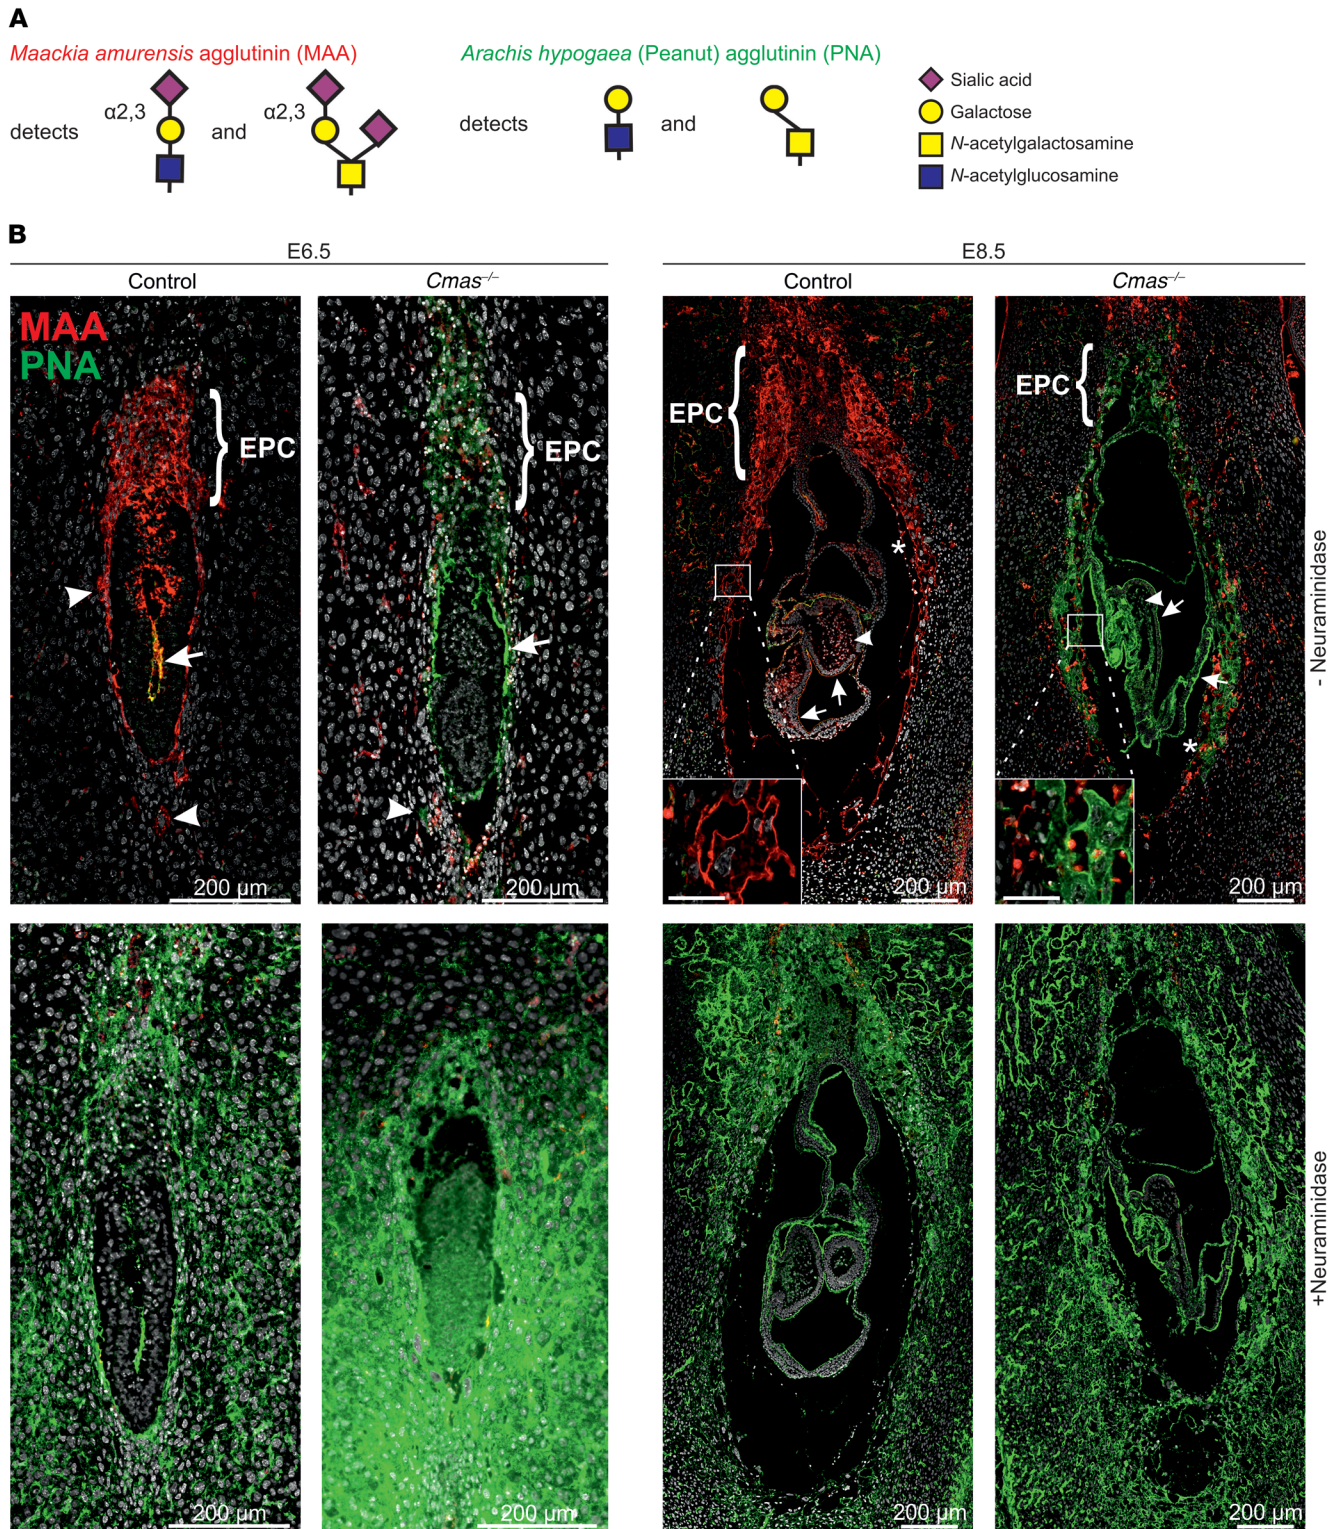 A
Maackia amurensis agglutinin (MAA)
Arachis hypogaea (Peanut) agglutinin (PNA)
detects
α2,3
and
α2,3
detects
and
Sialic acid
Galactose
N-acetylgalactosamine
N-acetylglucosamine
B
E6.5
E8.5
Control
Cmas–/–
Control
Cmas–/–
MAA
PNA
EPC
EPC
EPC
EPC
*
*
200 µm
200 µm
200 µm
200 µm
- Neuraminidase
200 µm
200 µm
200 µm
200 µm
+Neuraminidase